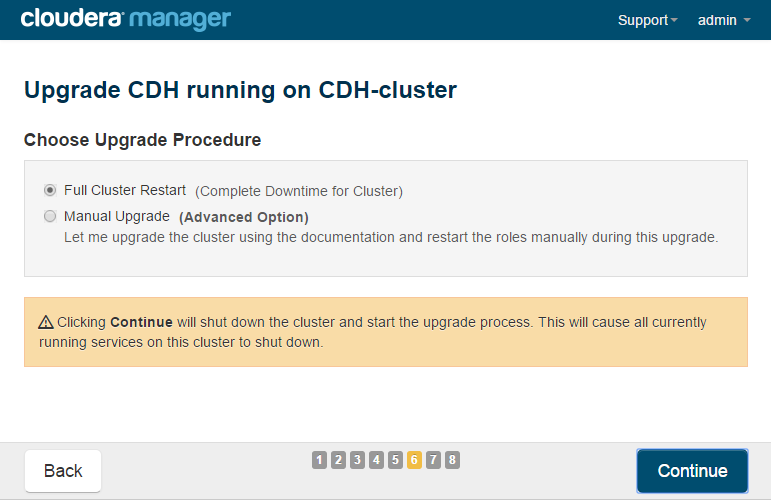 cloudera manager
Support
admin
Upgrade CDH running on CDH-cluster
Choose Upgrade Procedure
Full Cluster Restart (Complete Downtime for Cluster)
Manual Upgrade (Advanced Option)
Let me upgrade the cluster using the documentation and restart the roles manually during this upgrade.
Clicking Continue will shut down the cluster and start the upgrade process. This will cause all currently
running services on this cluster to shut down.
Back
1 2 3 4 5 6 7 8
Continue